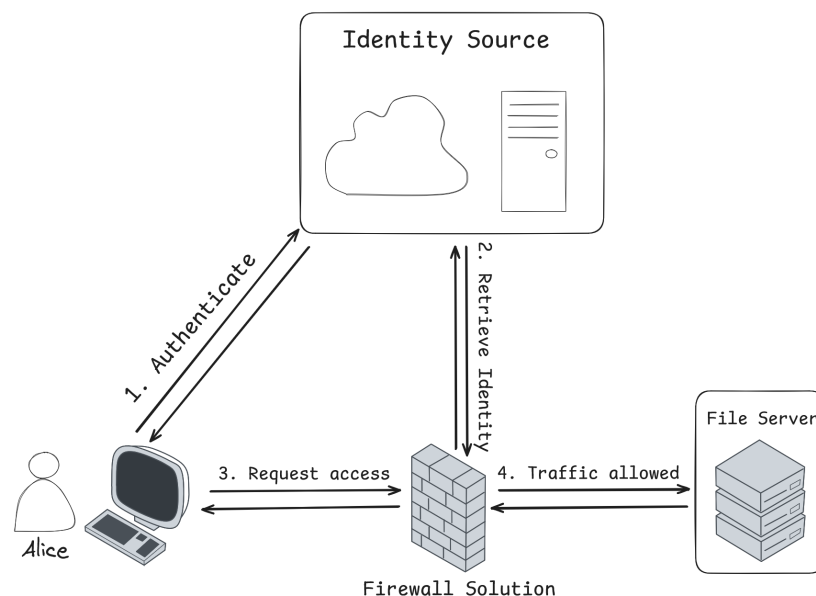 Identity Source
1. Authenticate
2. Retrieve Identity
File Server
3. Request access
4. Traffic allowed
Alice
Firewall Solution